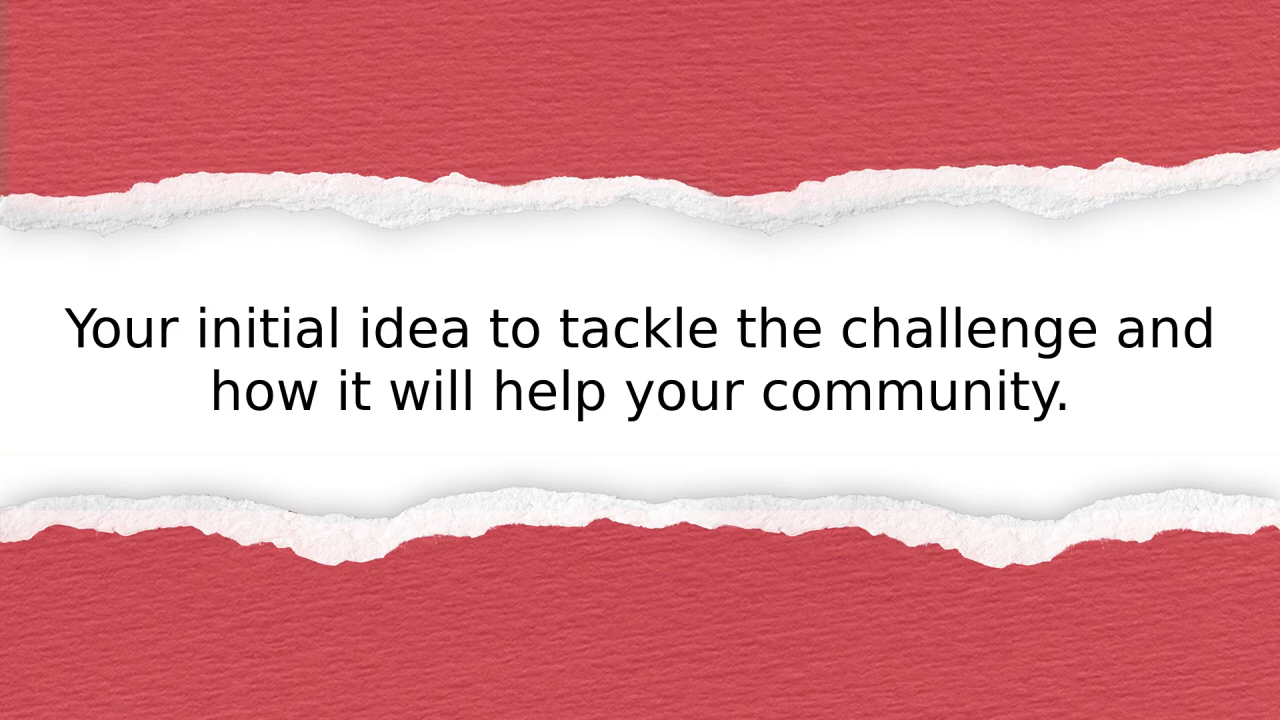 Your initial idea to tackle the challenge and
how it will help your community.